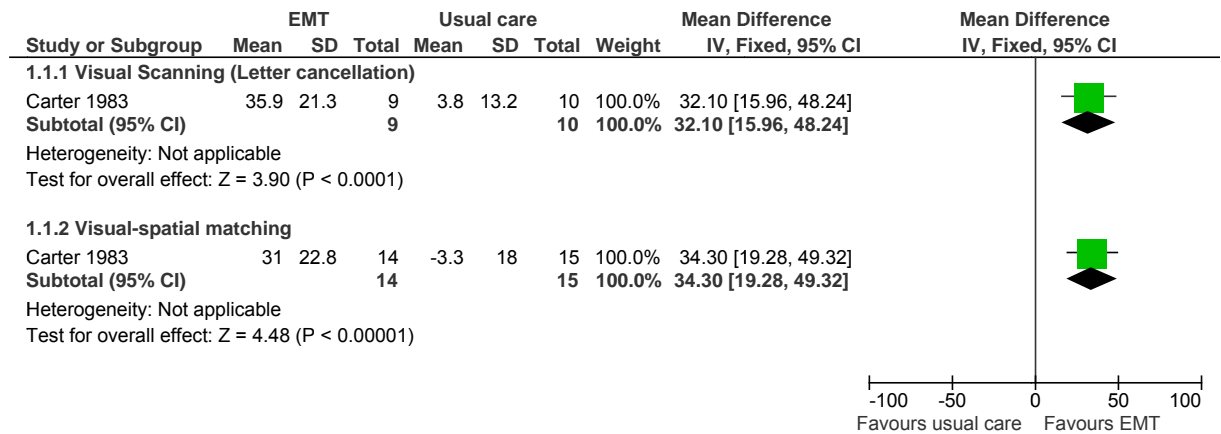 EMT Usual care Mean Difference Mean Difference
Study or Subgroup Mean SD Total Mean SD Total Weight IV, Fixed, 95% CI IV, Fixed, 95% CI
1.1.1 Visual Scanning (Letter cancellation)
Carter 1983 35.9 21.3 9 3.8 13.2 10 100.0% 32.10 [15.96, 48.24]
Subtotal (95% CI) 9 10 100.0% 32.10 [15.96, 48.24]
Heterogeneity: Not applicable
Test for overall effect: Z = 3.90 (P < 0.0001)
1.1.2 Visual-spatial matching
Carter 1983 31 22.8 14 -3.3 18 15 100.0% 34.30 [19.28, 49.32]
Subtotal (95% CI) 14 15 100.0% 34.30 [19.28, 49.32]
Heterogeneity: Not applicable
Test for overall effect: Z = 4.48 (P < 0.00001)
-100 -50 0 50 100
Favours usual care Favours EMT